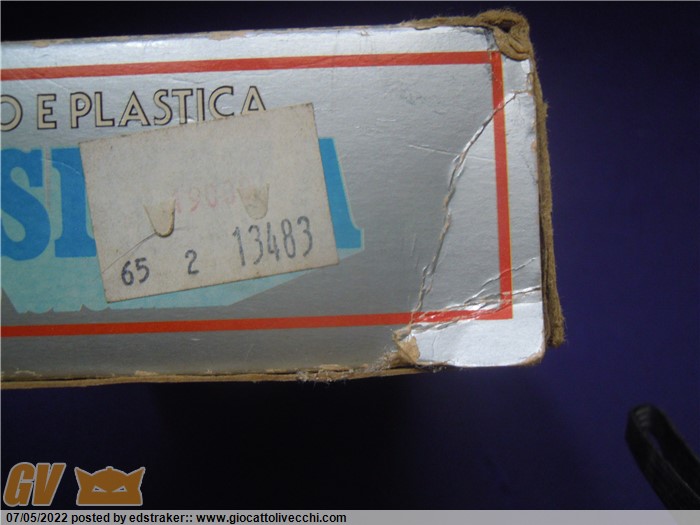 O E PLASTICA
65 2 13483
GV
07/05/2022 posted by edstraker:: www.giocattolivecchi.com